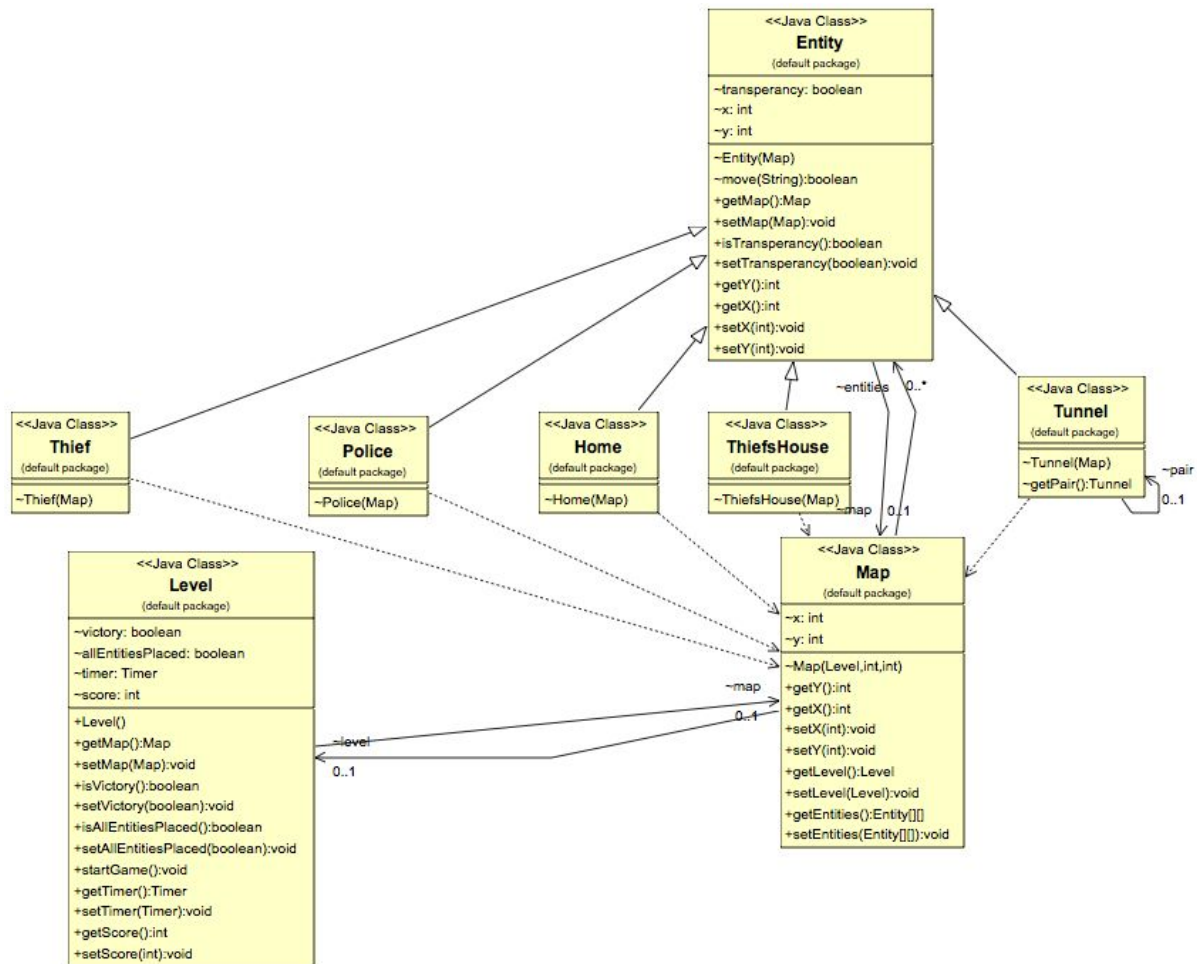 <<Java Class>>
Entity
(default package)
~transperancy: boolean
~x: int
~y: int
~Entity(Map)
~move(String):boolean
+getMap():Map
+setMap(Map):void
+isTransperancy():boolean
+setTransperancy(boolean):void
+getY():int
+getX():int
+setX(int):void
+setY(int):void
~entities
0..*
<<Java Class>>
Thief
(default package)
~Thief(Map)
<<Java Class>>
Police
(default package)
~Police(Map)
<<Java Class>>
Home
(default package)
~Home(Map)
<<Java Class>>
ThiefsHouse
(default package)
~ThiefsHouse(Map)
<<Java Class>>
Tunnel
(default package)
~Tunnel(Map)
~getPair():Tunnel
~pair
0..1
~map
0..1
<<Java Class>>
Level
(default package)
~victory: boolean
~allEntitiesPlaced: boolean
~timer: Timer
~score: int
+Level()
+getMap():Map
+setMap(Map):void
+isVictory():boolean
+setVictory(boolean):void
+isAllEntitiesPlaced():boolean
+setAllEntitiesPlaced(boolean):void
+startGame():void
+getTimer():Timer
+setTimer(Timer):void
+getScore():int
+setScore(int):void
~level
0..1
~map
0..1
<<Java Class>>
Map
(default package)
~x: int
~y: int
~Map(Level,int,int)
+getY():int
+getX():int
+setX(int):void
+setY(int):void
+getLevel():Level
+setLevel(Level):void
+getEntities():Entity[][]
+setEntities(Entity[][]):void